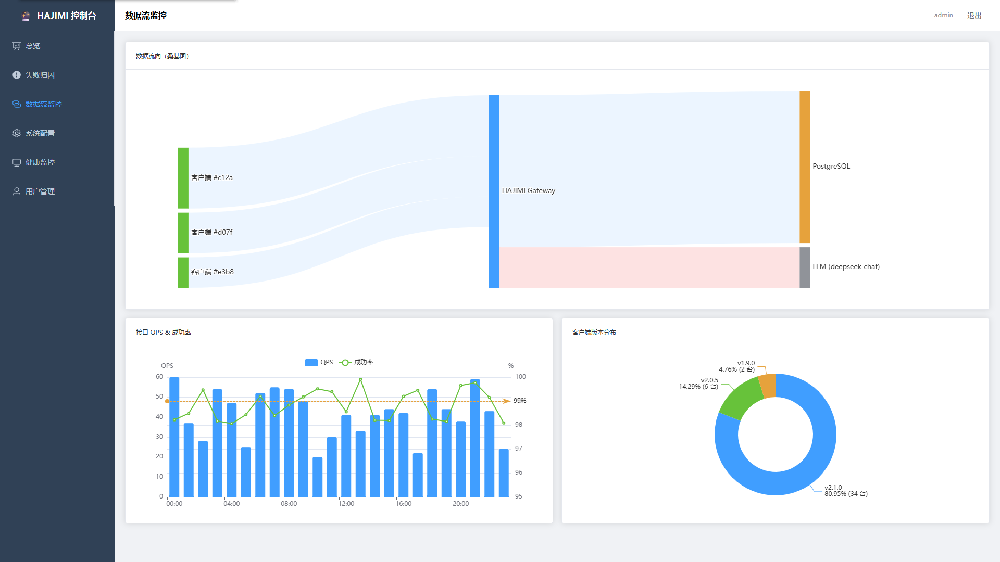 HAJIMI 控制台
数据流监控
admin
退出
总览
失败归因
数据流监控
系统配置
健康监控
用户管理
数据流向（桑基图）
客户端 #c12a
客户端 #d07f
客户端 #e3b8
HAJIMI Gateway
PostgreSQL
LLM (deepseek-chat)
接口 QPS & 成功率
QPS
QPS
成功率
%
60
50
40
30
20
10
0
100
99%
98
97
96
95
00:00
04:00
08:00
12:00
16:00
20:00
客户端版本分布
v1.9.0
4.76% (2 台)
v2.0.5
14.29% (6 台)
v2.1.0
80.95% (34 台)